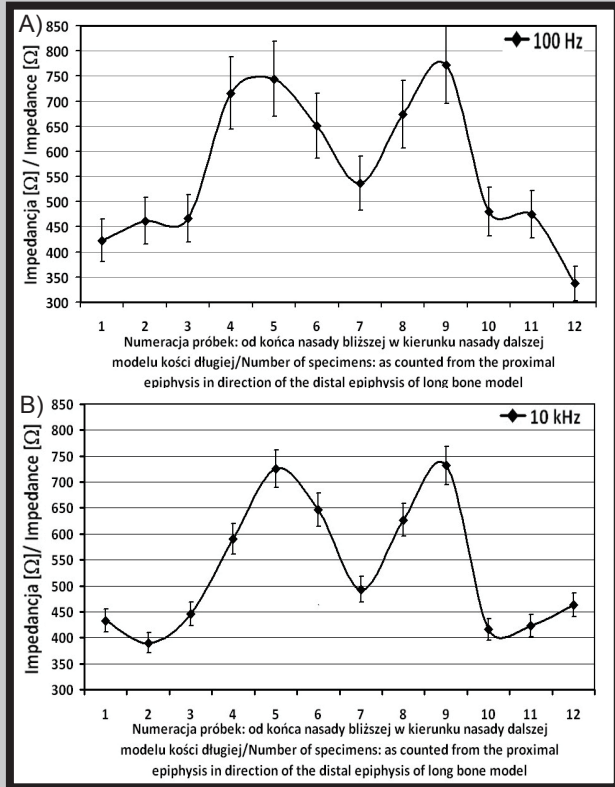 A)
Impedancja [Ω] / Impedance [Ω]
100 Hz
850
800
750
700
650
600
550
500
450
400
350
300
1 2 3 4 5 6 7 8 9 10 11 12
Numeracja próbek: od końca nasady bliższej w kierunku nasady dalszej
modelu kości długiej/Number of specimens: as counted from the proximal
epiphysis in direction of the distal epiphysis of long bone model
B)
Impedancja [Ω]/ Impedance [Ω]
10 kHz
850
800
750
700
650
600
550
500
450
400
350
300
1 2 3 4 5 6 7 8 9 10 11 12
Numeracja próbek: od końca nasady bliższej w kierunku nasady dalszej
modelu kości długiej/Number of specimens: as counted from the proximal
epiphysis in direction of the distal epiphysis of long bone model